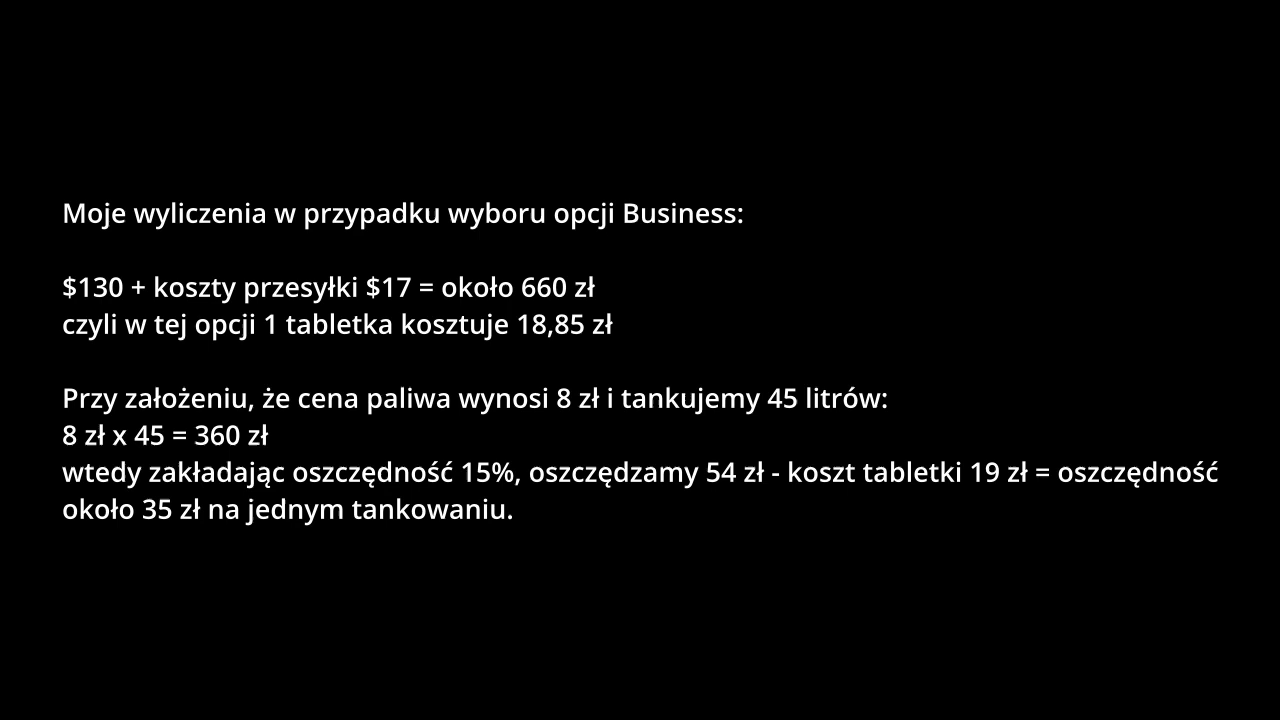 Moje wyliczenia w przypadku wyboru opcji Business:
$130 + koszty przesyłki $17 = około 660 zł
czyli w tej opcji 1 tabletka kosztuje 18,85 zł
Przy założeniu, że cena paliwa wynosi 8 zł i tankujemy 45 litrów:
8 zł x 45 = 360 zł
wtedy zakładając oszczędność 15%, oszczędzamy 54 zł - koszt tabletki 19 zł = oszczędność
około 35 zł na jednym tankowaniu.